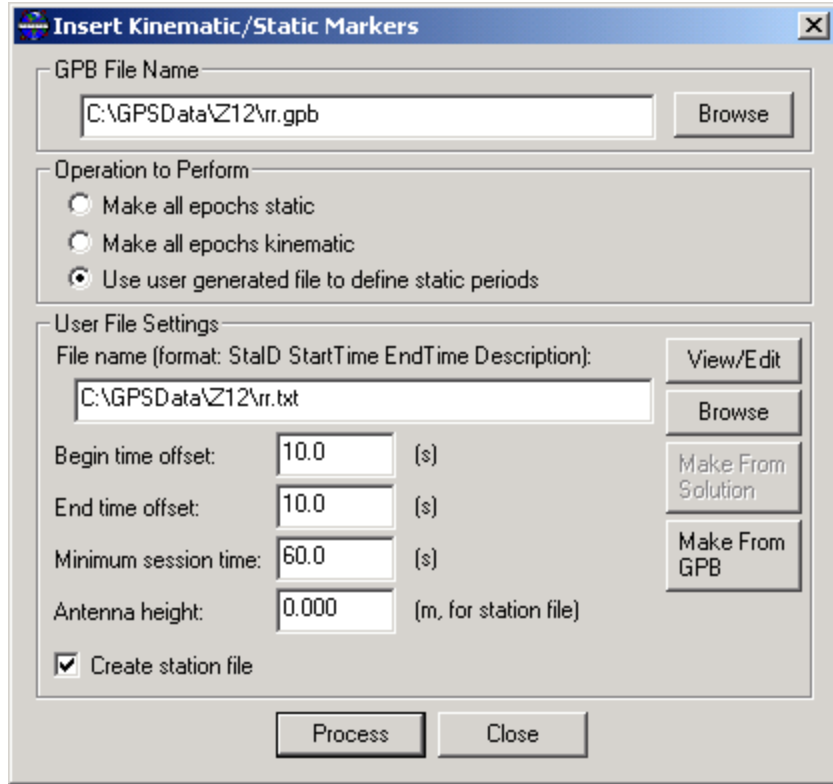 Insert Kinematic/Static Markers
GPB File Name
C:\GPSData\Z12\rr.gpb
Browse
Operation to Perform
Make all epochs static
Make all epochs kinematic
Use user generated file to define static periods
User File Settings
File name (format: StaID StartTime EndTime Description):
View/Edit
C:\GPSData\Z12\rr.txt
Browse
Begin time offset: 10.0 (s)
Make From
Solution
End time offset: 10.0 (s)
Minimum session time: 60.0 (s)
Make From
GPB
Antenna height: 0.000 (m, for station file)
Create station file
Process
Close